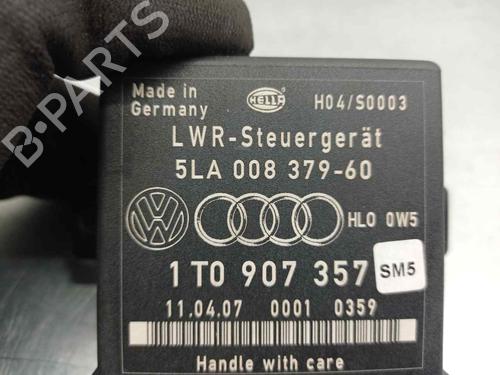 B-PARTS
Made in
Germany
HELLA
H04/S0003
LWR-Steuergerät
5LA 008 379-60
HLO 0W5
1T0 907 357 SM5
11.04.07 0001 0359
Handle with care